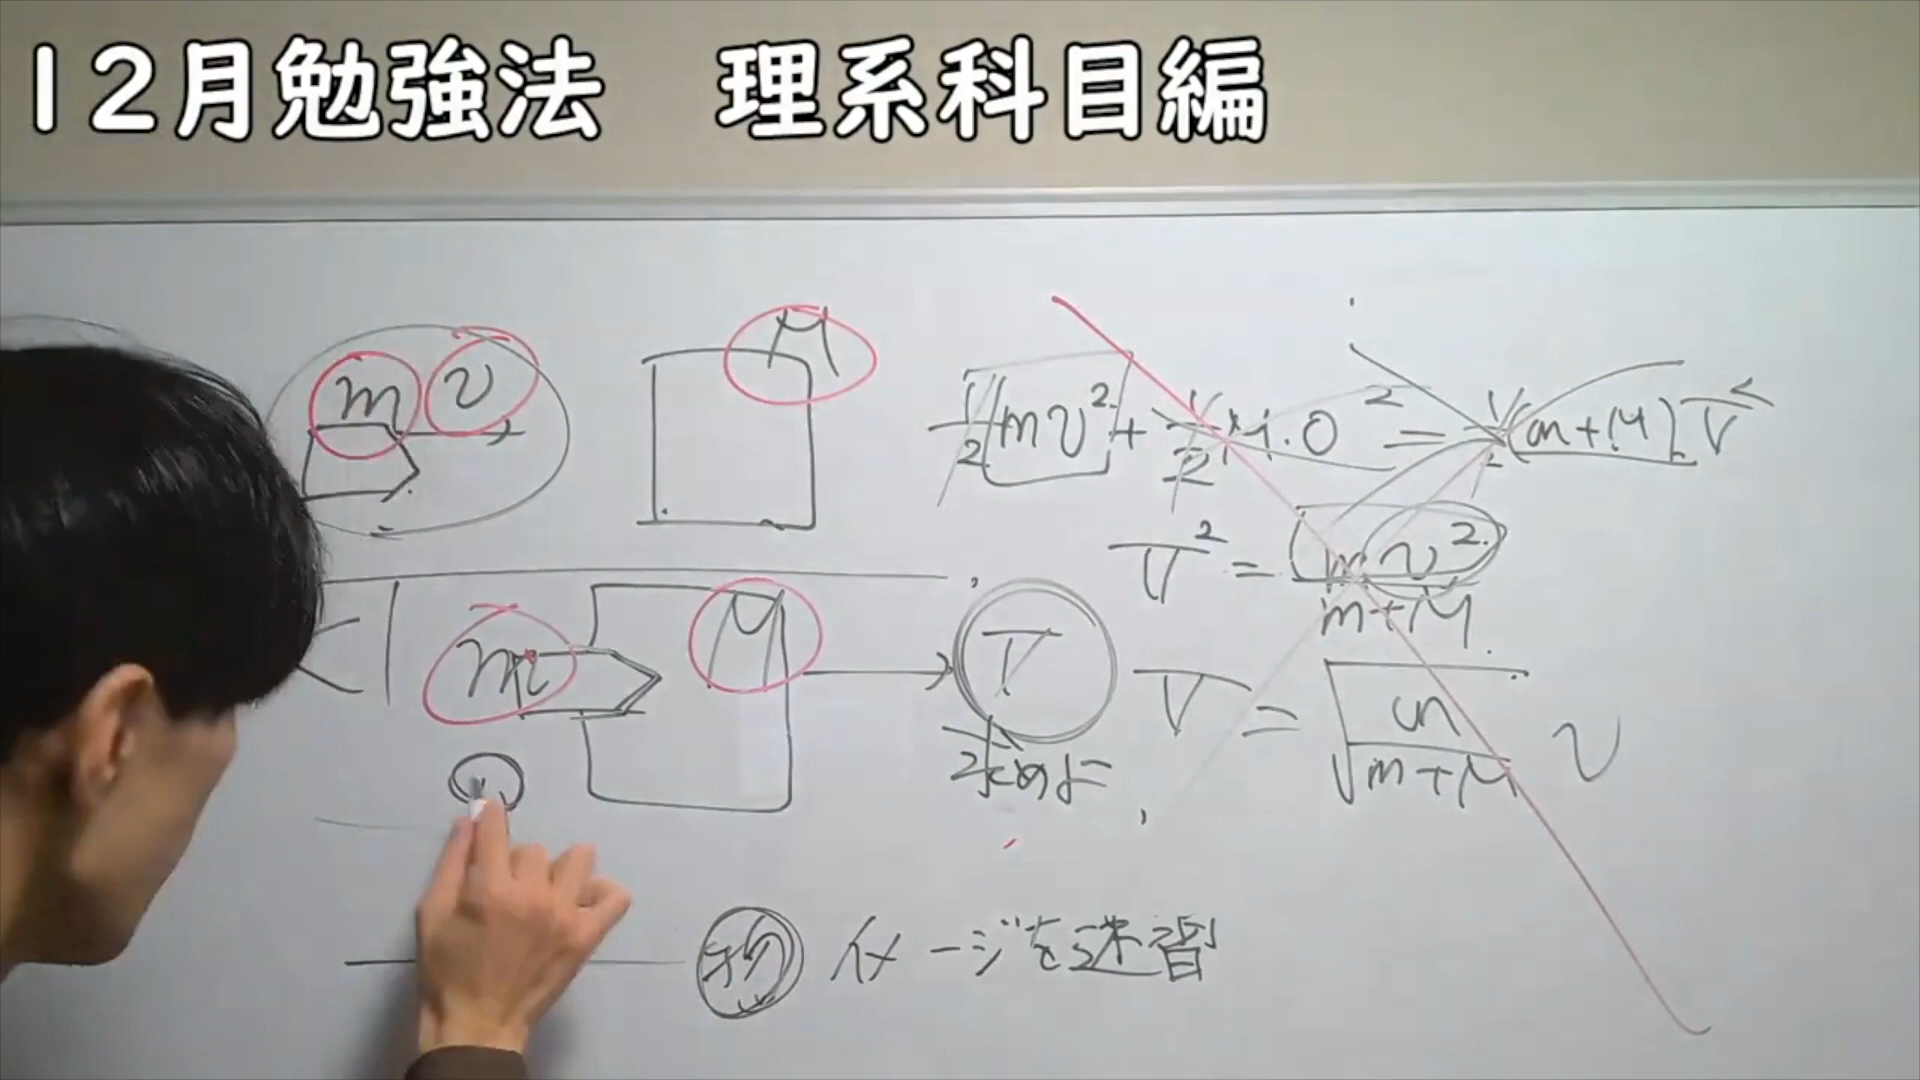 12月勉強法　理系科目編
m v
M
1/2 mv² + 1/2 M・0² = 1/2 (m+M) V²
V² = mv² / m+M
m
M
V
求めよ
V = √(m / m+M) v
物 イメージを速習